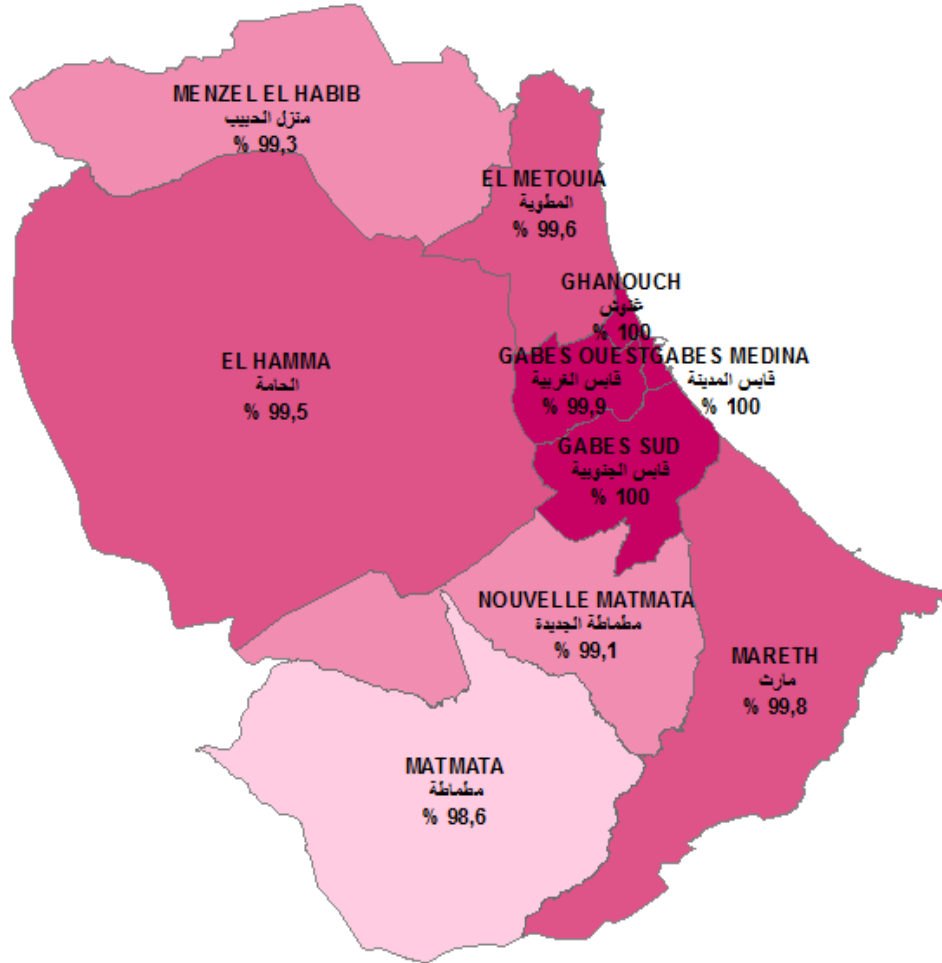 MENZEL EL HABIB
منزل الحبيب
% 99,3
EL METOUIA
المطوية
% 99,6
GHANOUCH
غنوش
% 100
EL HAMMA
الحامة
% 99,5
GABES OUEST
قابس الغربية
% 99,9
GABES MEDINA
قابس المدينة
% 100
GABES SUD
قابس الجنوبية
% 100
NOUVELLE MATMATA
مطماطة الجديدة
% 99,1
MARETH
مارث
% 99,8
MATMATA
مطماطة
% 98,6